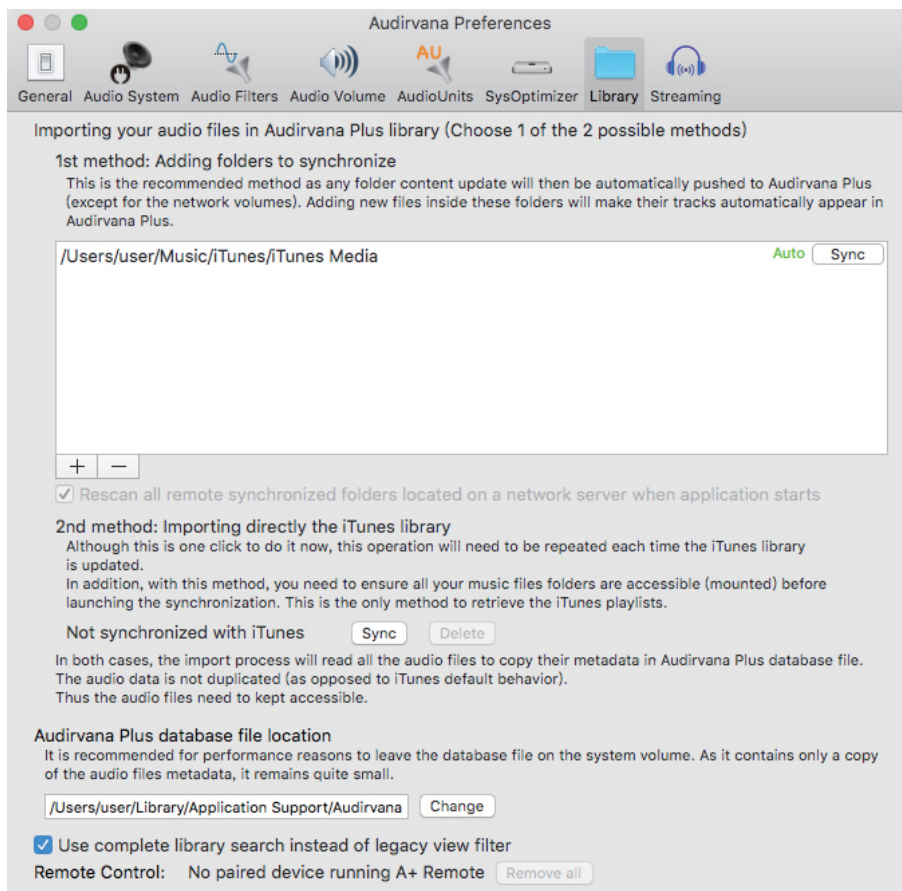 Audirvana Preferences
AU
General Audio System Audio Filters Audio Volume AudioUnits SysOptimizer Library Streaming
Importing your audio files in Audirvana Plus library (Choose 1 of the 2 possible methods)
1st method: Adding folders to synchronize
This is the recommended method as any folder content update will then be automatically pushed to Audirvana Plus
(except for the network volumes). Adding new files inside these folders will make their tracks automatically appear in
Audirvana Plus.
/Users/user/Music/iTunes/iTunes Media Auto Sync
+ −
Rescan all remote synchronized folders located on a network server when application starts
2nd method: Importing directly the iTunes library
Although this is one click to do it now, this operation will need to be repeated each time the iTunes library
is updated.
In addition, with this method, you need to ensure all your music files folders are accessible (mounted) before
launching the synchronization. This is the only method to retrieve the iTunes playlists.
Not synchronized with iTunes Sync Delete
In both cases, the import process will read all the audio files to copy their metadata in Audirvana Plus database file.
The audio data is not duplicated (as opposed to iTunes default behavior).
Thus the audio files need to kept accessible.
Audirvana Plus database file location
It is recommended for performance reasons to leave the database file on the system volume. As it contains only a copy
of the audio files metadata, it remains quite small.
/Users/user/Library/Application Support/Audirvana Change
Use complete library search instead of legacy view filter
Remote Control: No paired device running A+ Remote Remove all